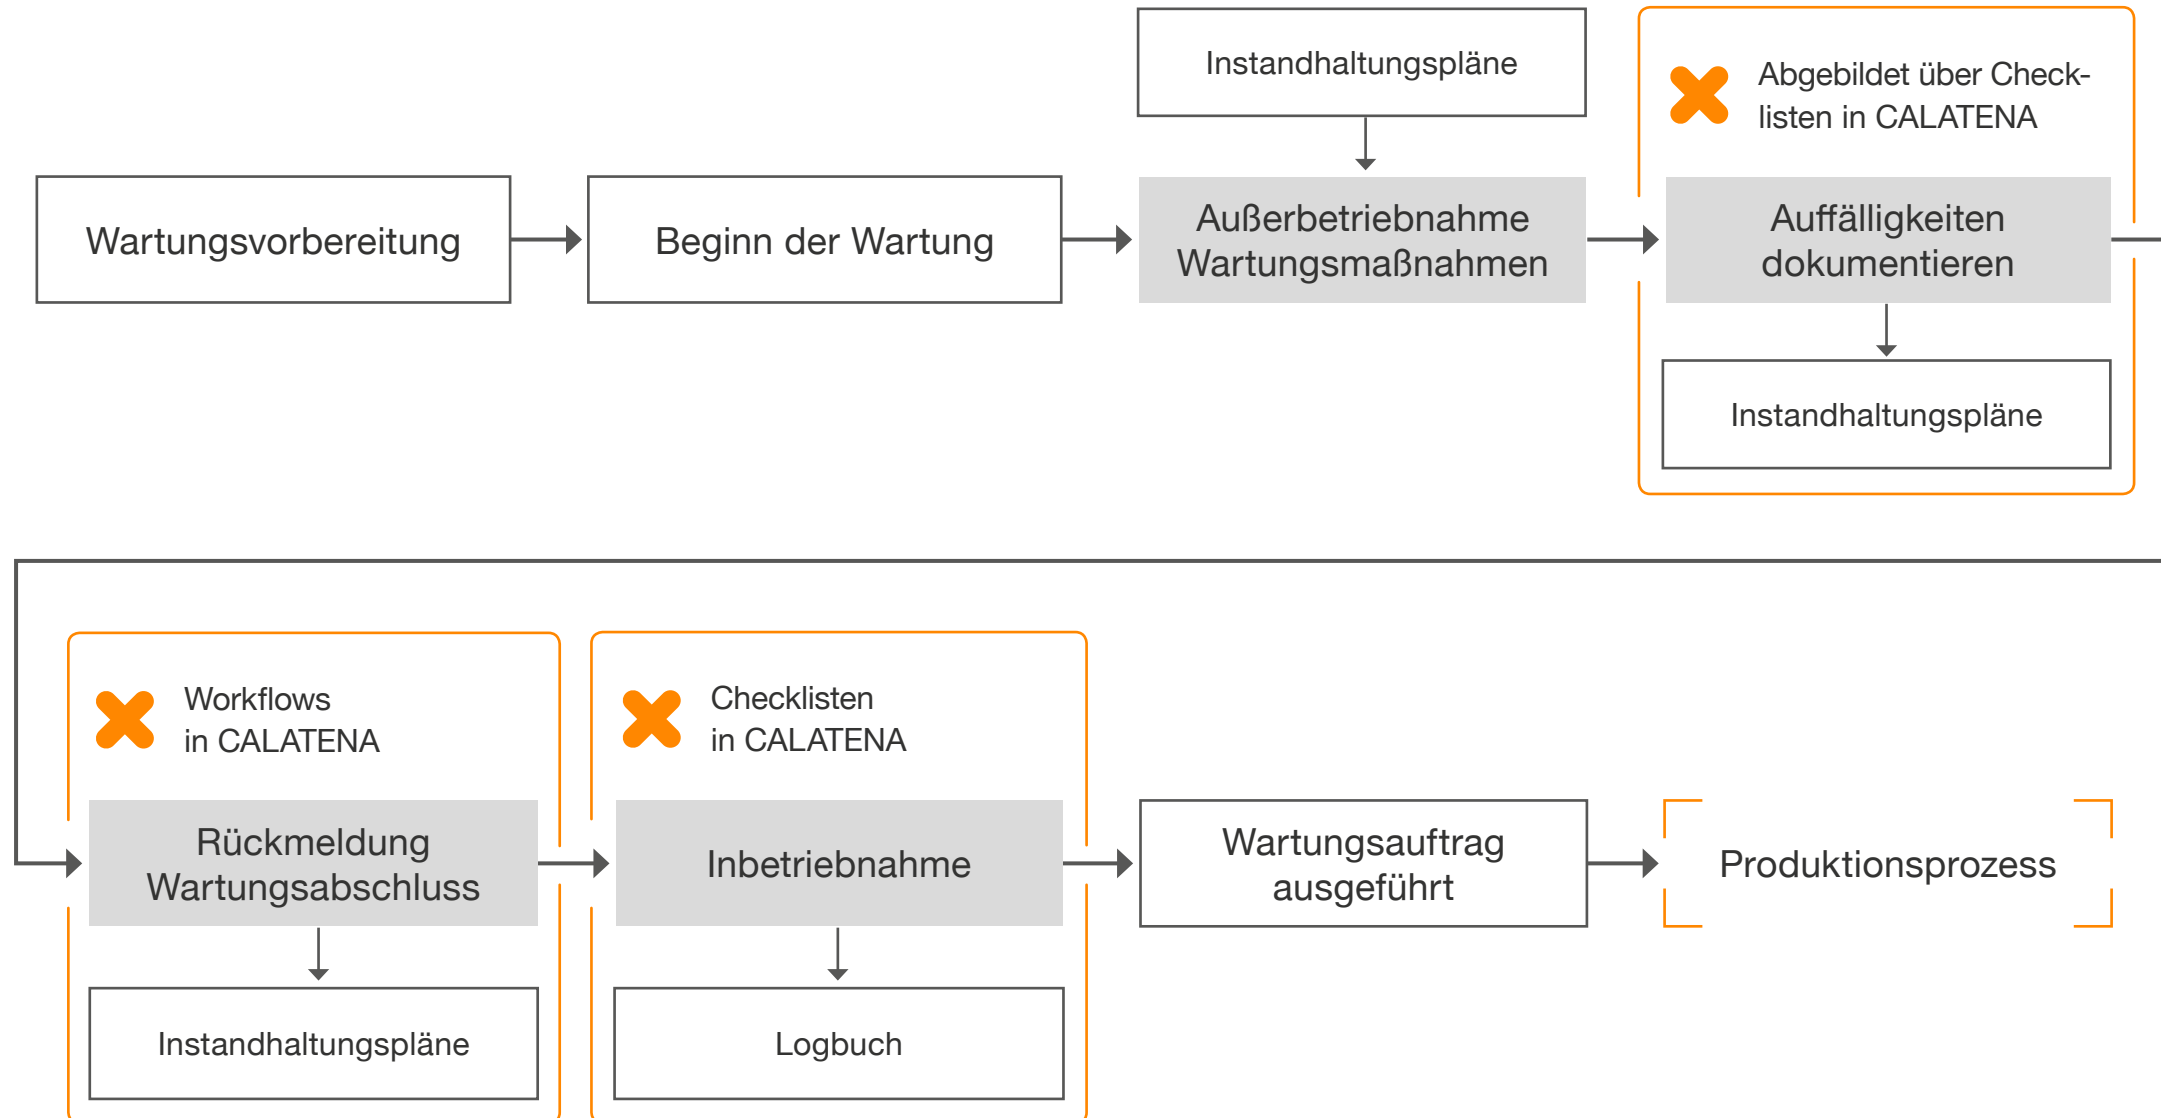 Instandhaltungspläne
Abgebildet über Check-
listen in CALATENA
Wartungsvorbereitung
Beginn der Wartung
Außerbetriebnahme
Wartungsmaßnahmen
Auffälligkeiten
dokumentieren
Instandhaltungspläne
Workflows
in CALATENA
Checklisten
in CALATENA
Rückmeldung
Wartungsabschluss
Inbetriebnahme
Wartungsauftrag
ausgeführt
Produktionsprozess
Instandhaltungspläne
Logbuch